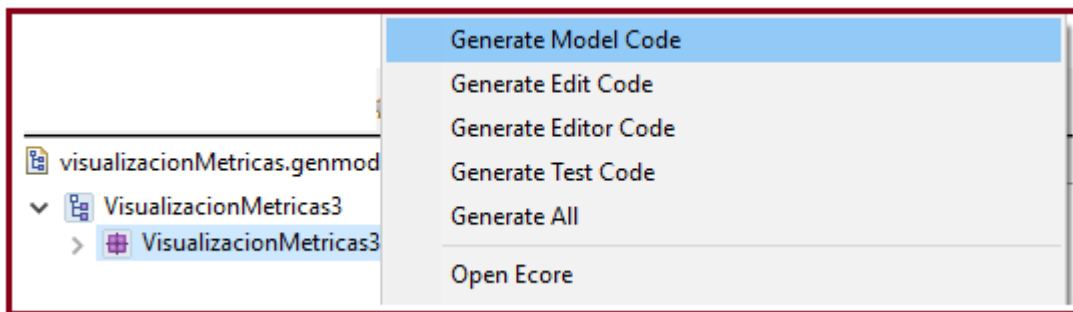 Generate Model Code
Generate Edit Code
Generate Editor Code
Generate Test Code
Generate All
Open Ecore
visualizacionMetricas.genmod
VisualizacionMetricas3
VisualizacionMetricas3